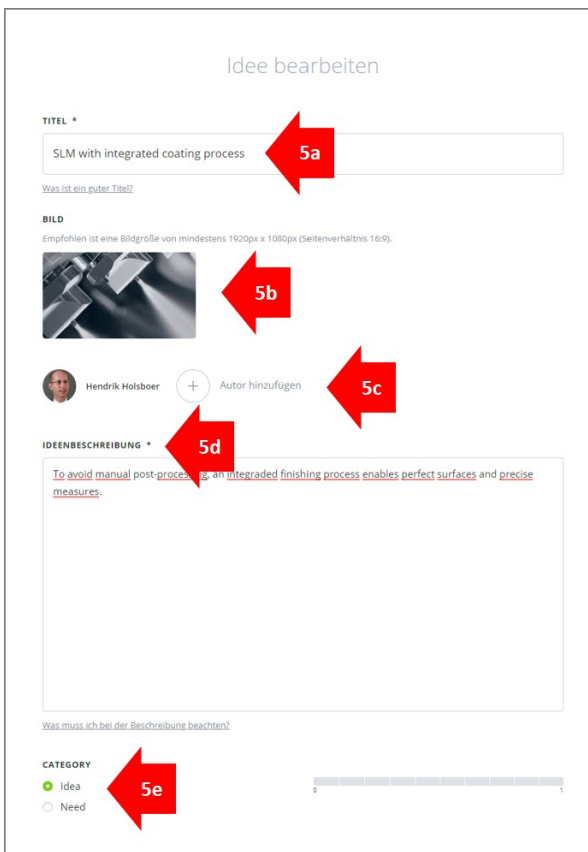 Idee bearbeiten
TITEL *
SLM with integrated coating process
5a
Was ist ein guter Titel?
BILD
Empfohlen ist eine Bildgröße von mindestens 1920px x 1080px (Seitenverhältnis 16:9).
5b
Hendrik Holsboer + Autor hinzufügen
5c
IDEENBESCHREIBUNG *
5d
To avoid manual post-processing, an integraded finishing process enables perfect surfaces and precise
measures.
Was muss ich bei der Beschreibung beachten?
CATEGORY
Idea
5e
Need
0 1